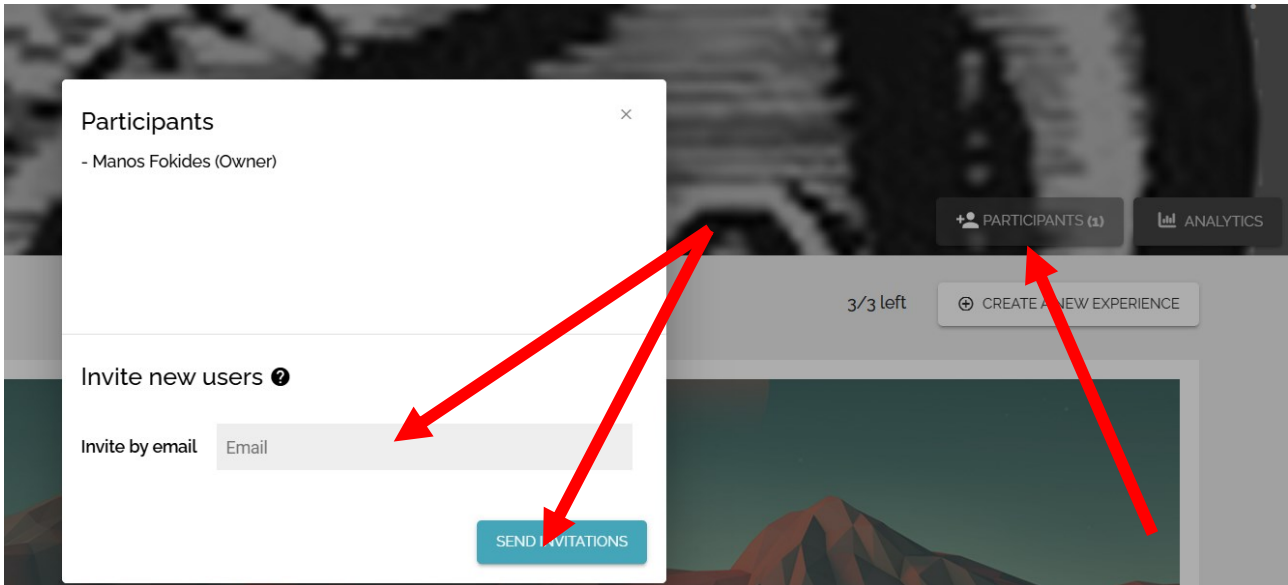 Participants
×
- Manos Fokides (Owner)
PARTICIPANTS (1)
ANALYTICS
3/3 left
CREATE A NEW EXPERIENCE
Invite new users ?
Invite by email
Email
SEND INVITATIONS